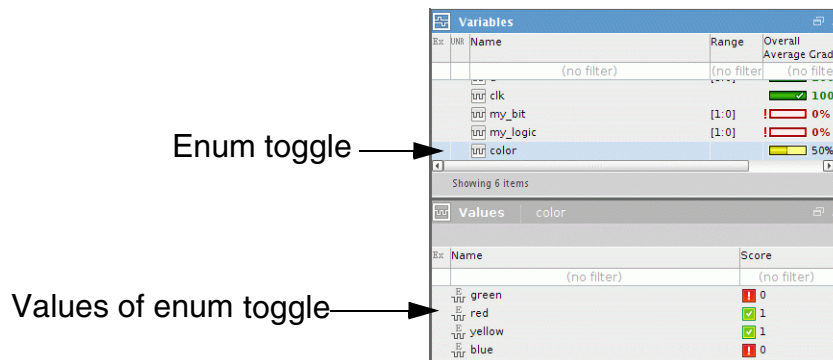 Variables
Ex UNR Name Range Overall Average Grad
(no filter) (no filter (no filte
clk 100
my_bit [1:0] ! 0%
my_logic [1:0] ! 0%
Enum toggle
color 50%
Showing 6 items
Values color
Ex Name Score
(no filter) (no filter)
E green ! 0
Values of enum toggle
E red 1
E yellow 1
E blue ! 0